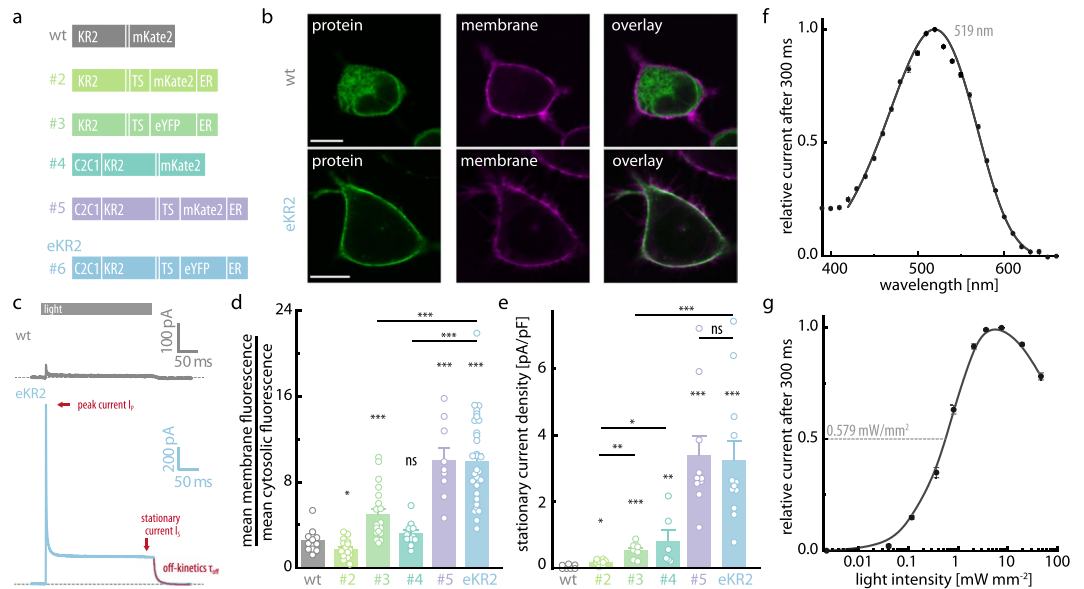 a
wt KR2 mKate2
#2 KR2 TS mKate2 ER
#3 KR2 TS eYFP ER
#4 C2C1 KR2 mKate2
#5 C2C1 KR2 TS mKate2 ER
eKR2
#6 C2C1 KR2 TS eYFP ER
b
protein membrane overlay
wt
protein membrane overlay
eKR2
c
light
wt
100 pA
50 ms
eKR2
peak current IP
200 pA
50 ms
stationary
current IS
off-kinetics τoff
d
mean membrane fluorescence
mean cytosolic fluorescence
24
16
8
0
***
***
*
***
ns
***
***
wt #2 #3 #4 #5 eKR2
e
stationary current density [pA/pF]
6
4
2
0
***
ns
*
**
*
***
**
***
***
wt #2 #3 #4 #5 eKR2
f
relative current after 300 ms
1.0
0.5
0.0
519 nm
400 500 600
wavelength [nm]
g
relative current after 300 ms
1.0
0.5
0.0
0.579 mW/mm²
0.01 0.1 1 10 100
light intensity [mW mm⁻²]